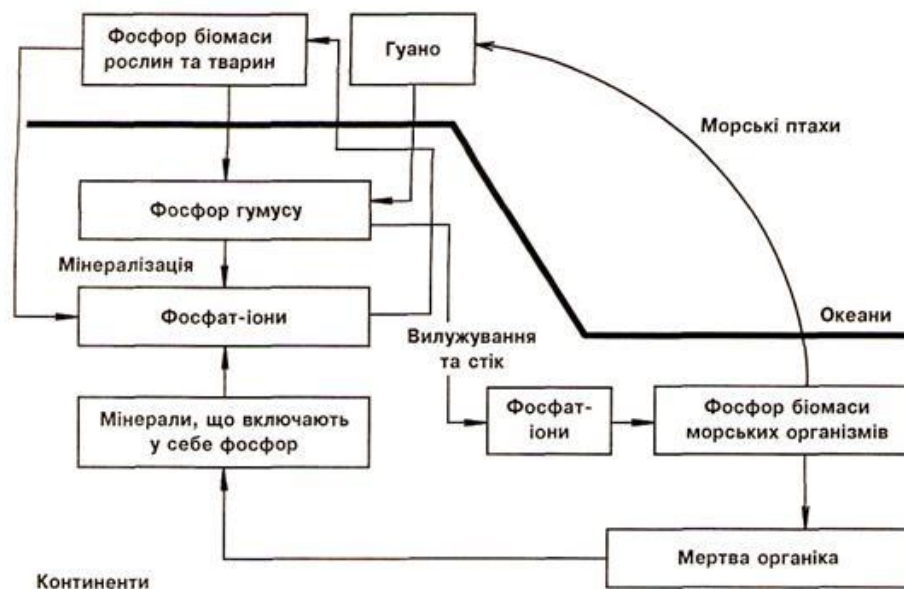 Фосфор біомаси
рослин та тварин
Гуано
Морські птахи
Фосфор гумусу
Мінералізація
Фосфат-іони
Океани
Вилужування
та стік
Мінерали, що включають
у себе фосфор
Фосфат-
іони
Фосфор біомаси
морських організмів
Мертва органіка
Континенти